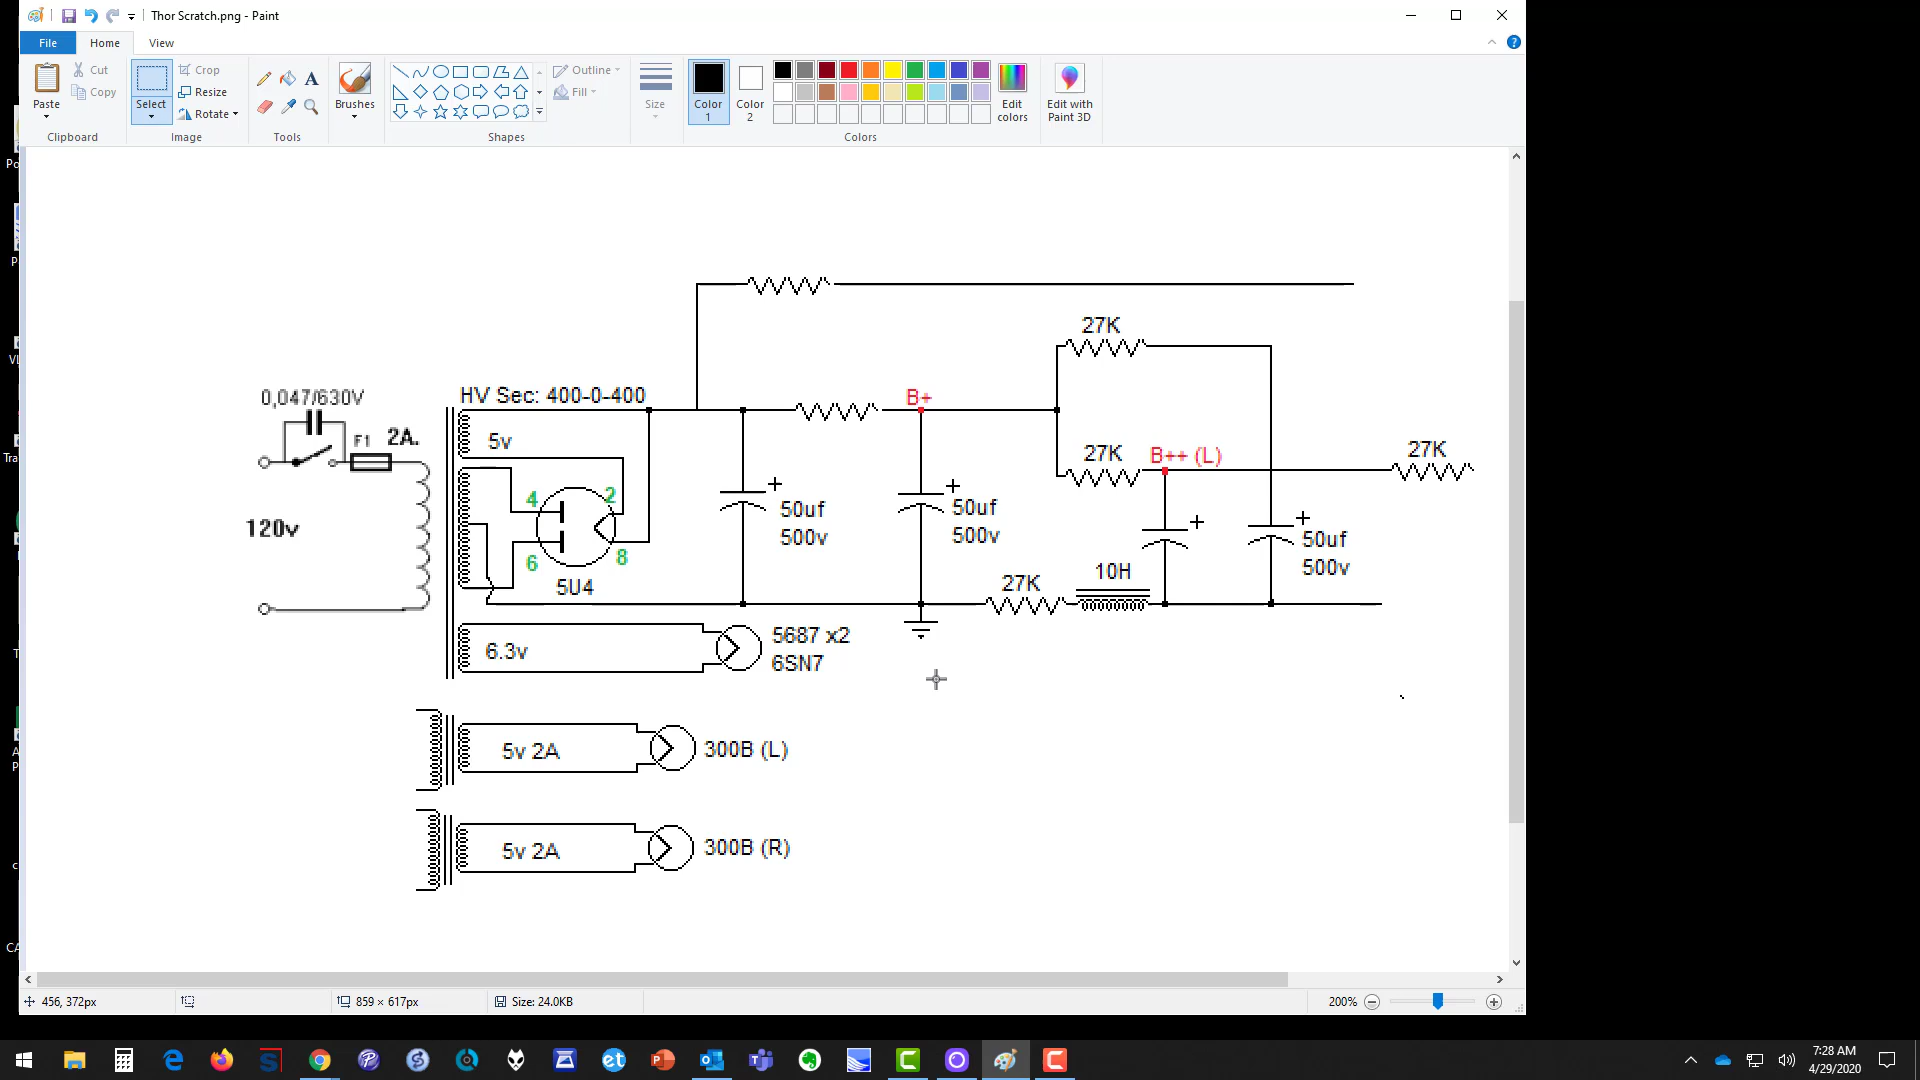 Thor Scratch.png - Paint
File Home View
Paste
Cut
Copy
Clipboard
Select
Crop
Resize
Rotate
Image
A
Tools
Brushes
Outline
Fill
Shapes
Size
Color 1
Color 2
Edit colors
Edit with Paint 3D
Colors
27K
HV Sec: 400-0-400
B+
0,047/630V
F1 2A.
5v
27K
B++ (L)
27K
4 2
+
50uf
500v
+
50uf
500v
+
+
50uf
500v
120v
6 8
5U4
27K
10H
6.3v
5687 x2
6SN7
5v 2A
300B (L)
5v 2A
300B (R)
456, 372px
859 × 617px
Size: 24.0KB
200%
7:28 AM
4/29/2020